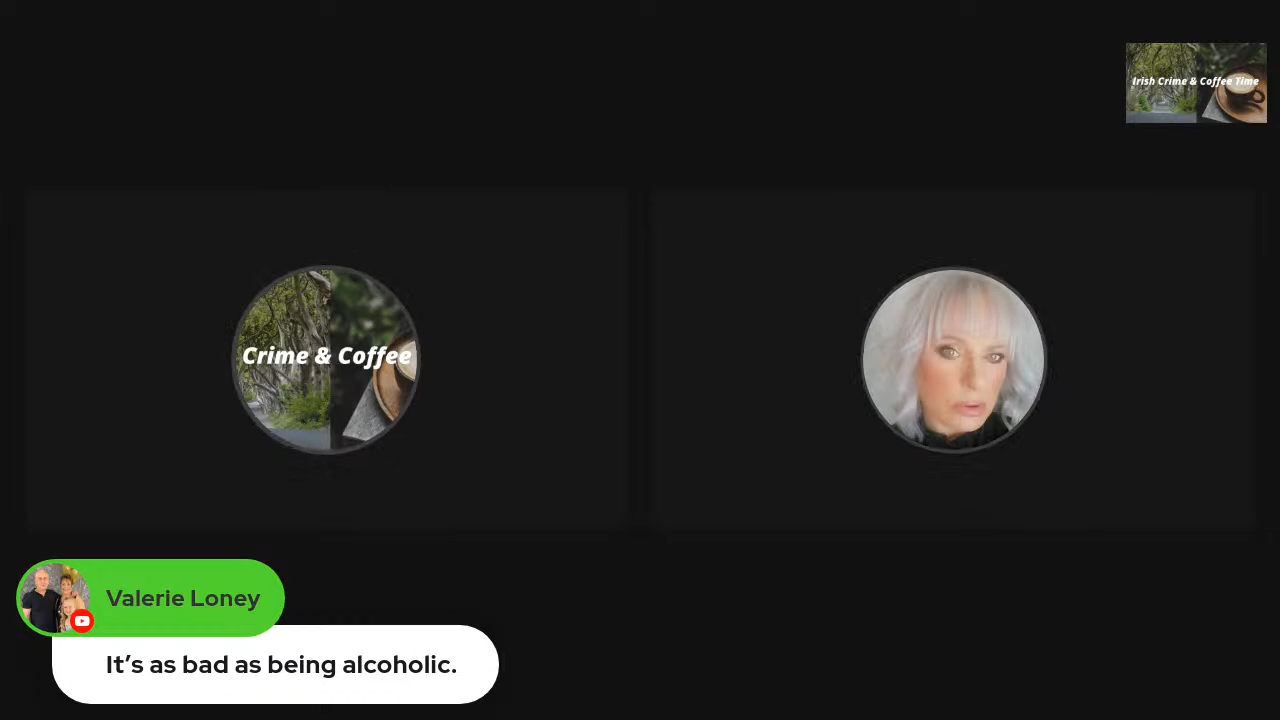 Irish Crime & Coffee Time
Crime & Coffee
Valerie Loney
It's as bad as being alcoholic.